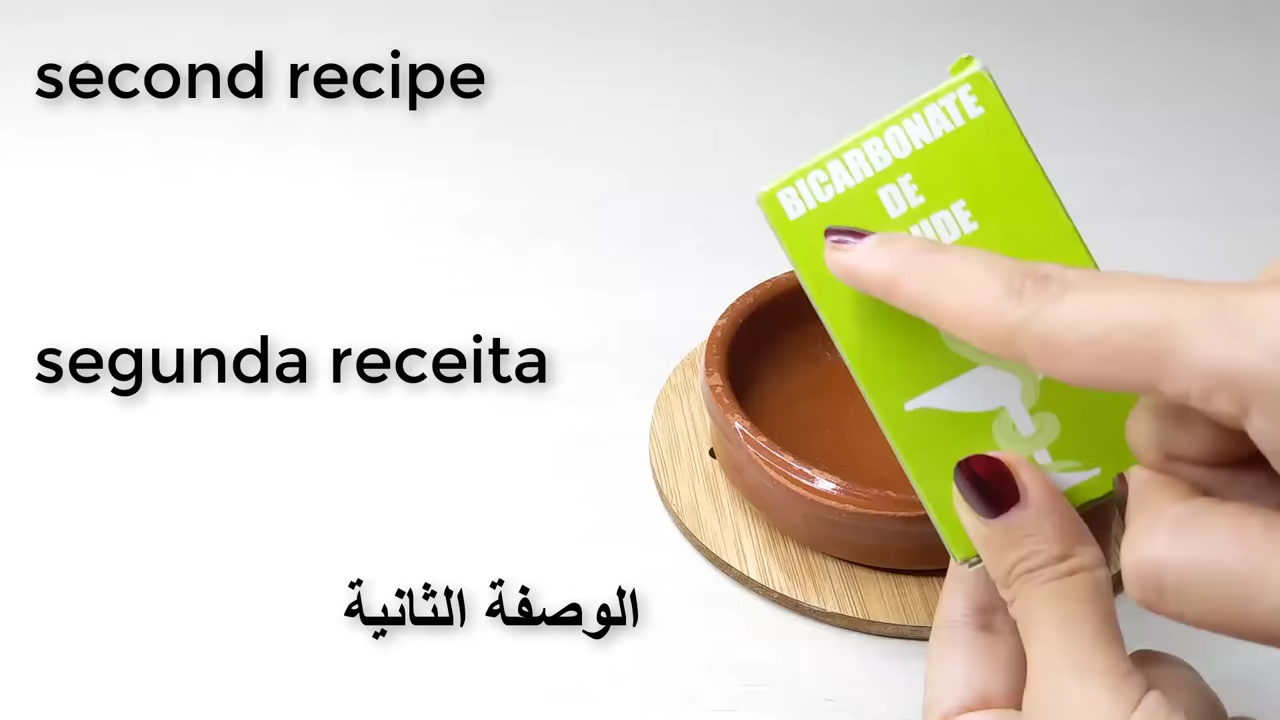 second recipe
segunda receita
الوصفة الثانية
BICARBONATE
DE